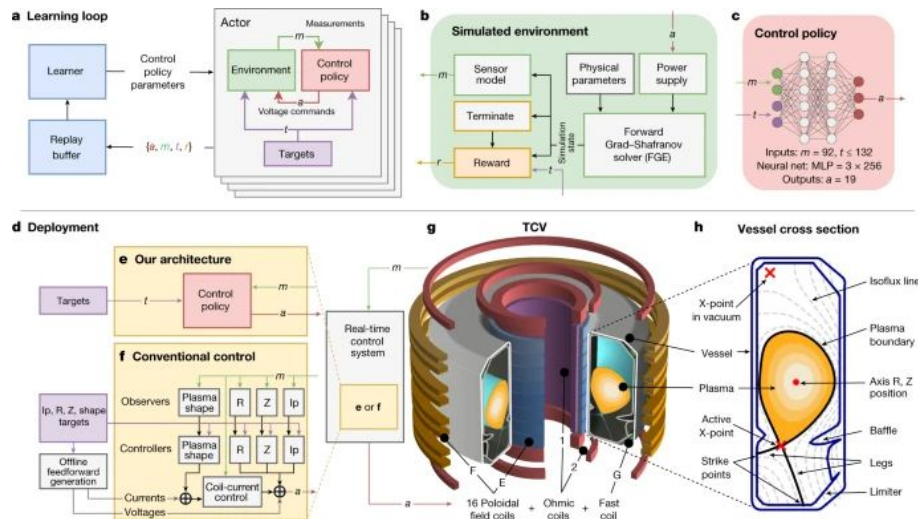 a Learning loop
Learner
Control
policy
parameters
Replay
buffer
{a, m, t, r}
Actor
Measurements
m
Environment
Control
policy
a
Voltage commands
t
Targets
b Simulated environment
a
m
Sensor
model
Physical
parameters
Power
supply
Terminate
Simulation
state
Forward
Grad–Shafranov
solver (FGE)
r
Reward
t
c Control policy
m
t
a
Inputs: m = 92, t ≤ 132
Neural net: MLP = 3 × 256
Outputs: a = 19
d Deployment
e Our architecture
Targets
t
Control
policy
m
a
f Conventional control
m
Observers
Plasma
shape
R
Z
Ip
Ip, R, Z, shape
targets
Controllers
Plasma
shape
R
Z
Ip
Offline
feedforward
generation
Currents
Coil-current
control
a
Voltages
m
Real-time
control
system
e or f
a
g TCV
Vessel
Plasma
F
E
1
2
G
16 Poloidal
field coils
+
Ohmic
coils
+
Fast
coil
h Vessel cross section
X-point
in vacuum
Isoflux line
Plasma
boundary
Axis R, Z
position
Active
X-point
Baffle
Strike
points
Legs
Limiter